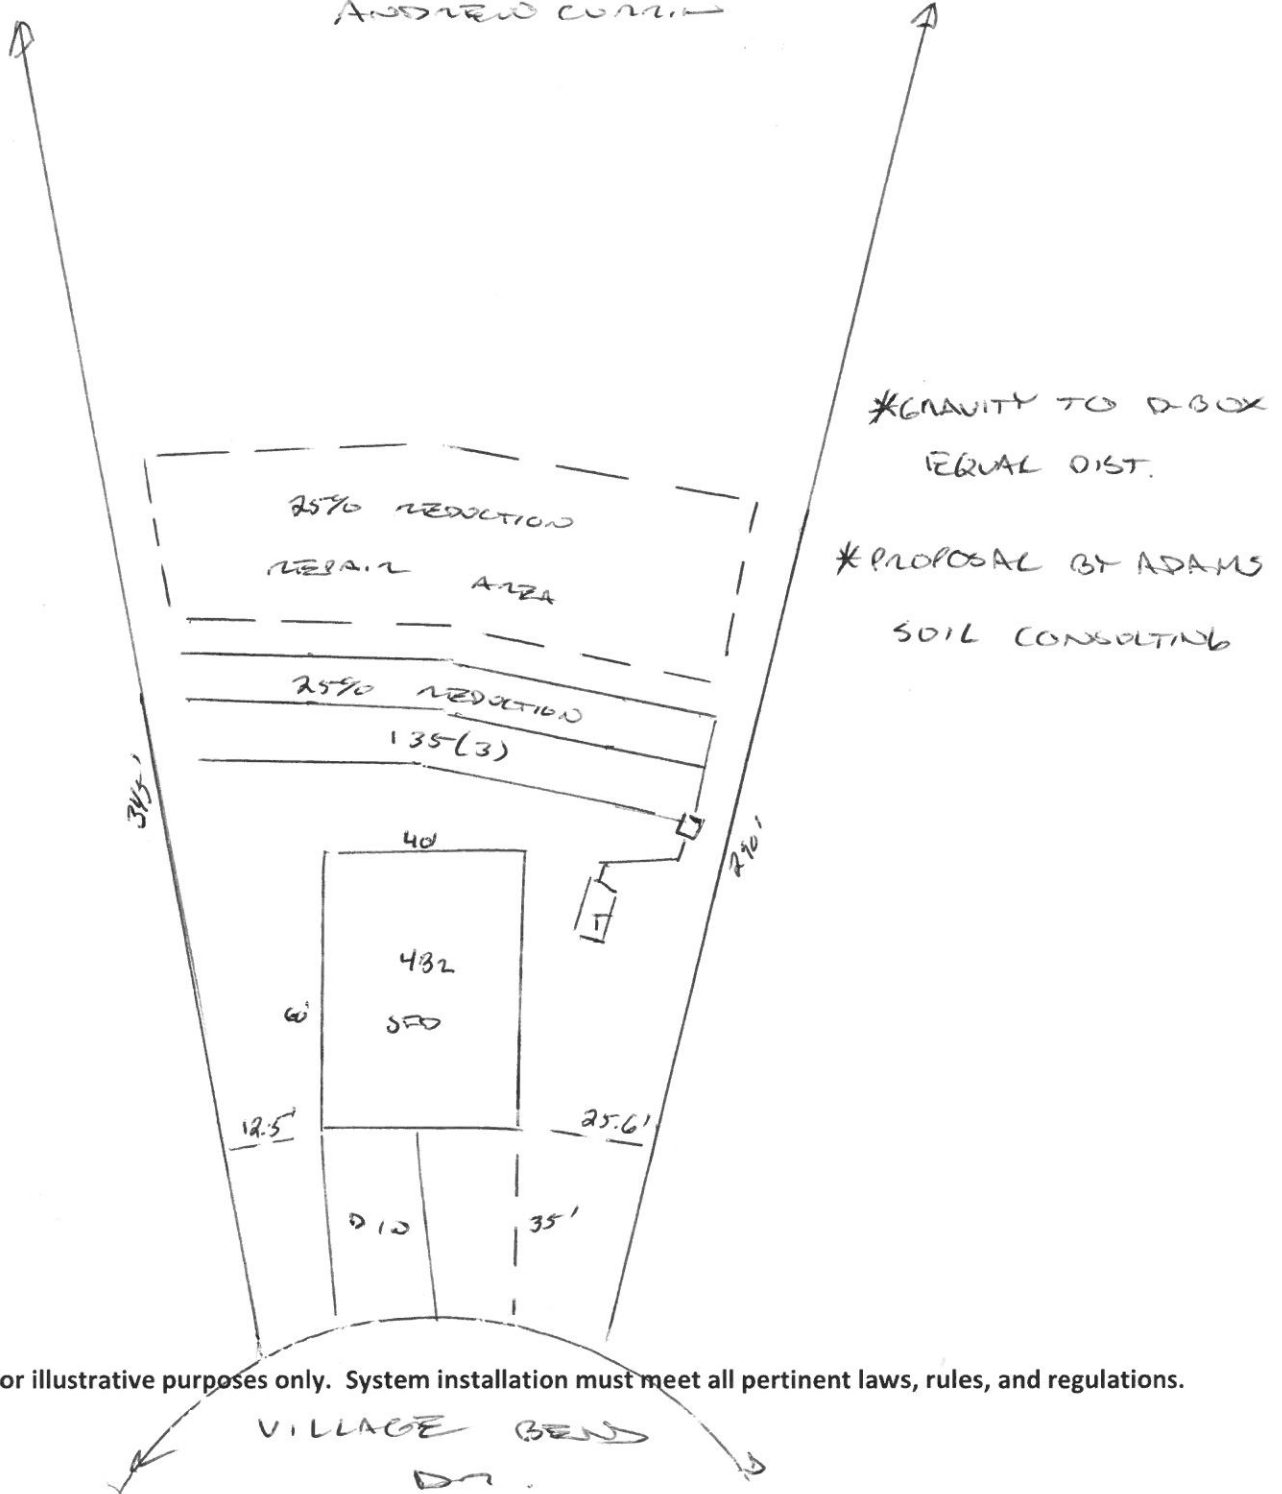 ANDREW CURRIN
*GRAVITY TO D-BOX
EQUAL DIST.
*PROPOSAL BY ADAMS
SOIL CONSULTING
25% REDUCTION
REPAIR AREA
25% REDUCTION
135(3)
345'
290'
40'
60'
T
SFD
12.5'
25.6'
D/W
35'
or illustrative purposes only. System installation must meet all pertinent laws, rules, and regulations.
VILLAGE BEND
DR.